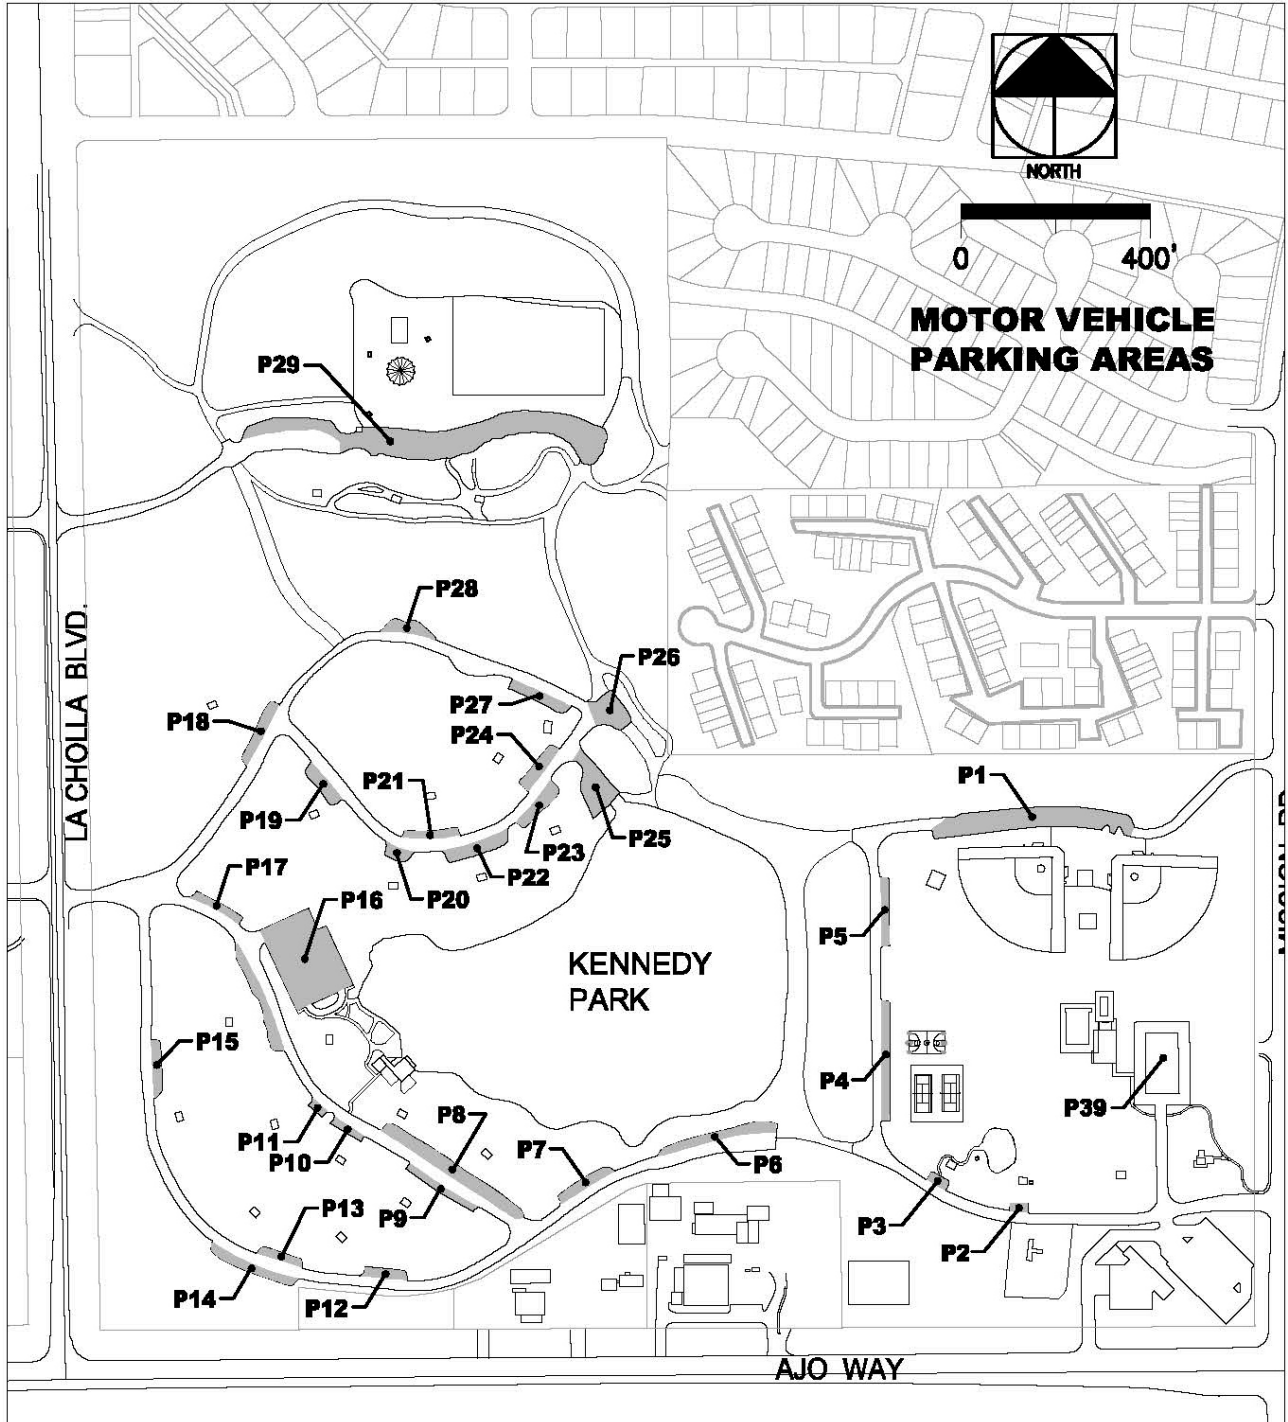 NORTH
0 400'
MOTOR VEHICLE
PARKING AREAS
P29
P28
P26
P27
P18
P24
P1
P21
P19
P25
P23
P22
P17
P20
P16
P5
KENNEDY
PARK
LA CHOLLA BLVD.
P15
P4
P39
P8
P11
P10
P7
P6
P13
P9
P3
P2
P14
P12
AJO WAY